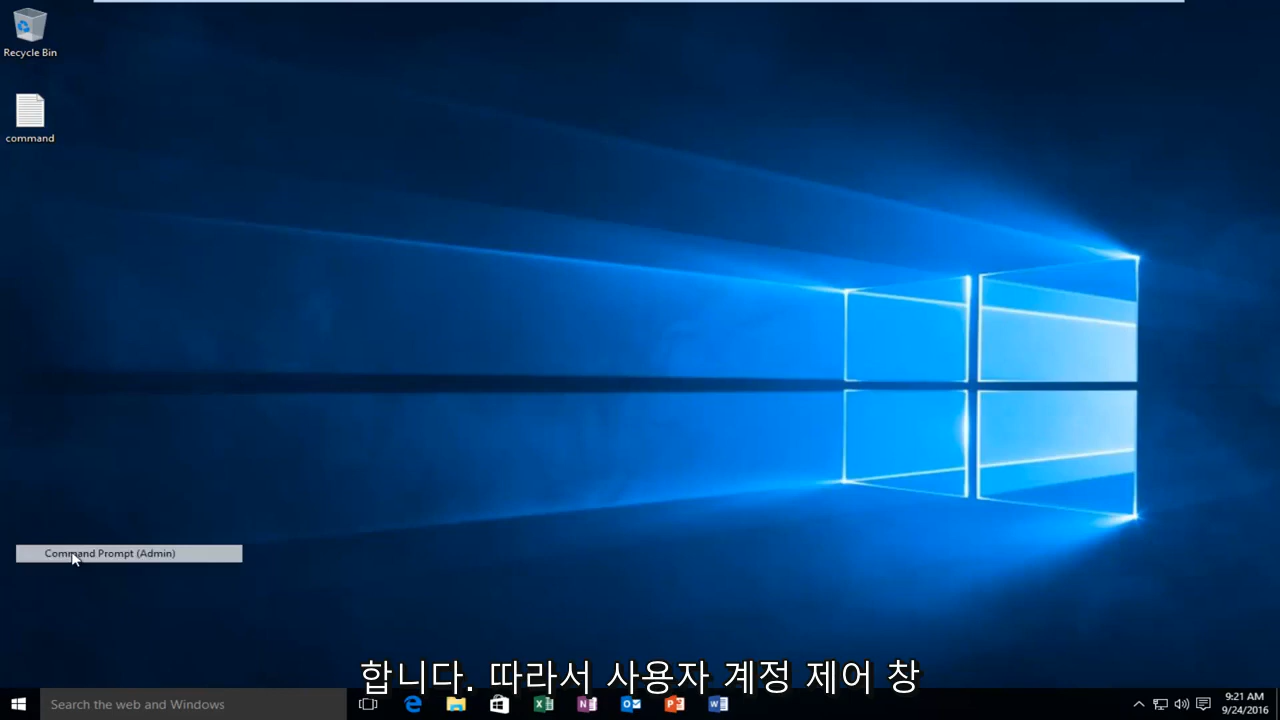 Recycle Bin
command
Command Prompt (Admin)
합니다. 따라서 사용자 계정 제어 창
Search the web and Windows
9:21 AM
9/24/2016